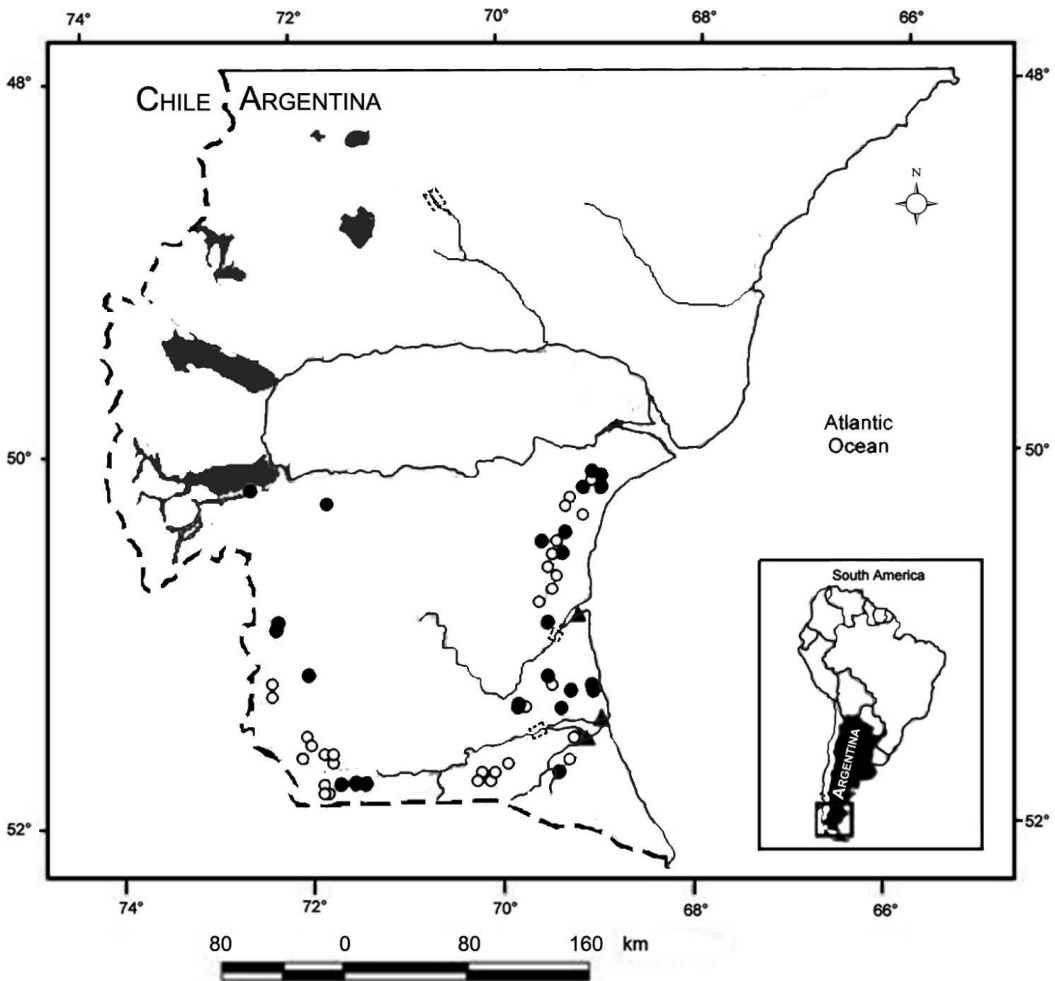 74° 72° 70° 68° 66°
48° 48°
CHILE ARGENTINA
N
Atlantic
Ocean
50° 50°
South America
ARGENTINA
52° 52°
74° 72° 70° 68° 66°
80 0 80 160 km